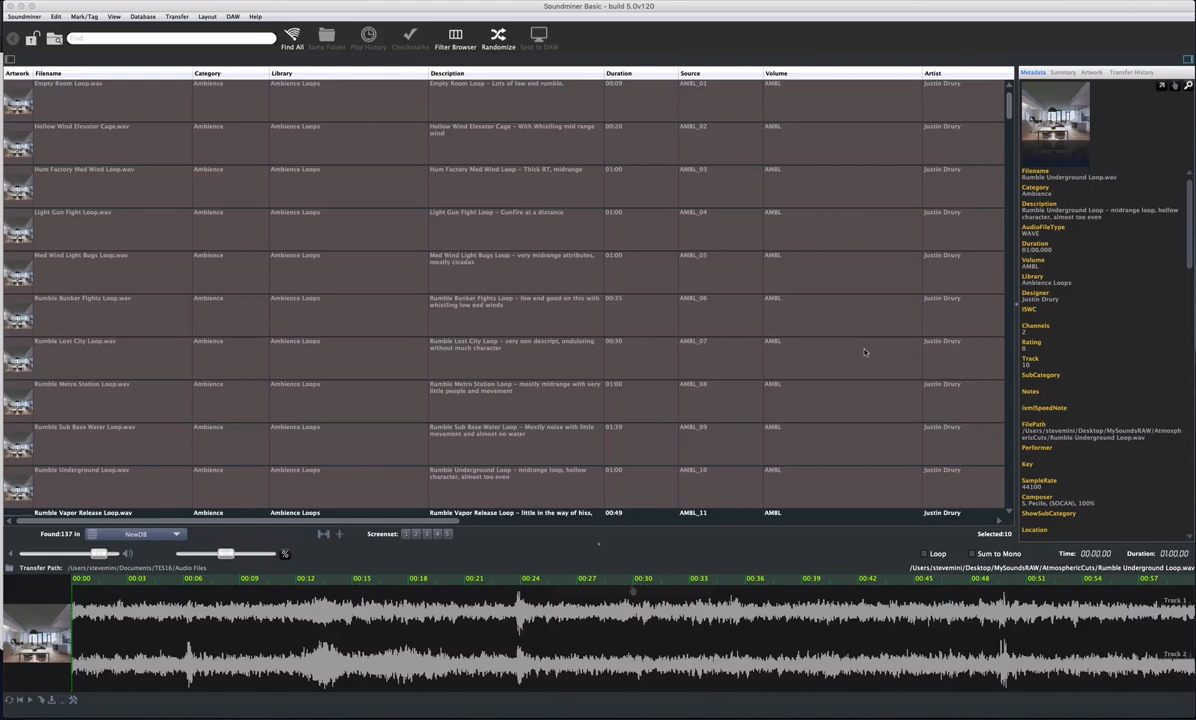 Soundminer Basic - build 5.0v120
Soundminer Edit Mark/Tag View Database Transfer Layout DAW Help
Find
Find All Same Folder Play History Checkmarks Filter Browser Randomize Spot to DAW
Artwork Filename Category Library Description Duration Source Volume Artist
Empty Room Loop.wav Ambience Ambience Loops Empty Room Loop - Lots of low end rumble. 00:09 AMBL_01 AMBL Justin Drury
Hollow Wind Elevator Cage.wav Ambience Ambience Loops Hollow Wind Elevator Cage - With Whistling mid range 00:20 AMBL_02 AMBL Justin Drury
wind
Hum Factory Med Wind Loop.wav Ambience Ambience Loops Hum Factory Med Wind Loop - Thick RT, midrange 01:00 AMBL_03 AMBL Justin Drury
Light Gun Fight Loop.wav Ambience Ambience Loops Light Gun Fight Loop - Gunfire at a distance 01:00 AMBL_04 AMBL Justin Drury
Med Wind Light Bugs Loop.wav Ambience Ambience Loops Med Wind Light Bugs Loop - very midrange attributes, 01:00 AMBL_05 AMBL Justin Drury
mostly cicadas
Rumble Bunker Fights Loop.wav Ambience Ambience Loops Rumble Bunker Fights Loop - low end good on this with 00:35 AMBL_06 AMBL Justin Drury
whistling low end winds
Rumble Lost City Loop.wav Ambience Ambience Loops Rumble Lost City Loop - very non descript, undulating 00:30 AMBL_07 AMBL Justin Drury
without much character
Rumble Metro Station Loop.wav Ambience Ambience Loops Rumble Metro Station Loop - mostly midrange with very 01:00 AMBL_08 AMBL Justin Drury
little people and movement
Rumble Sub Base Water Loop.wav Ambience Ambience Loops Rumble Sub Base Water Loop - Mostly noise with little 01:39 AMBL_09 AMBL Justin Drury
movement and almost no water
Rumble Underground Loop.wav Ambience Ambience Loops Rumble Underground Loop - midrange loop, hollow 01:00 AMBL_10 AMBL Justin Drury
character, almost too even
Rumble Vapor Release Loop.wav Ambience Ambience Loops Rumble Vapor Release Loop - little in the way of hiss, 00:49 AMBL_11 AMBL Justin Drury
Metadata Summary Artwork Transfer History
Filename
Rumble Underground Loop.wav
Category
Ambience
Description
Rumble Underground Loop - midrange loop, hollow
character, almost too even
AudioFileType
WAVE
Duration
01:00.000
Volume
AMBL
Library
Ambience Loops
Designer
Justin Drury
ISWC
Channels
2
Rating
0
Track
10
SubCategory
Notes
ixmlSpeedNote
FilePath
/Users/stevemini/Desktop/MySoundsRAW/Atmosph
ericCuts/Rumble Underground Loop.wav
Performer
Key
SampleRate
44100
Composer
S. Pecile, (SOCAN), 100%
ShowSubCategory
Location
Found:137 in NewDB Screenset: 1 2 3 4 5 Selected:10
% Loop Sum to Mono Time: 00:00.00 Duration: 01:00.00
Transfer Path: /Users/stevemini/Documents/TES16/Audio Files /Users/stevemini/Desktop/MySoundsRAW/AtmosphericCuts/Rumble Underground Loop.wav
00:00 00:03 00:06 00:09 00:12 00:15 00:18 00:21 00:24 00:27 00:30 00:33 00:36 00:39 00:42 00:45 00:48 00:51 00:54 00:57
Track 1
Track 2